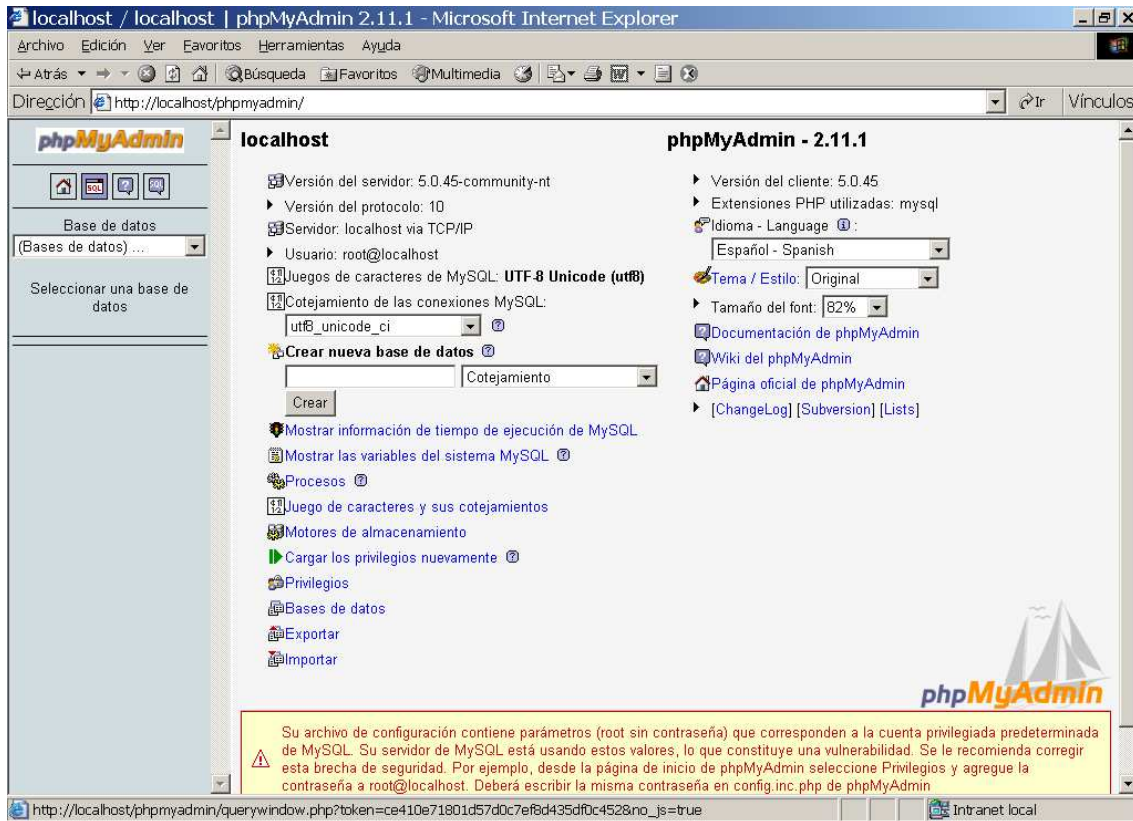 localhost / localhost | phpMyAdmin 2.11.1 - Microsoft Internet Explorer
Archivo Edición Ver Favoritos Herramientas Ayuda
Atrás Búsqueda Favoritos Multimedia
Dirección http://localhost/phpmyadmin/ Ir Vínculos
phpMyAdmin
SQL
Base de datos
(Bases de datos) ...
Seleccionar una base de
datos
localhost
Versión del servidor: 5.0.45-community-nt
Versión del protocolo: 10
Servidor: localhost via TCP/IP
Usuario: root@localhost
Juegos de caracteres de MySQL: UTF-8 Unicode (utf8)
Cotejamiento de las conexiones MySQL:
utf8_unicode_ci
Crear nueva base de datos
Cotejamiento
Crear
Mostrar información de tiempo de ejecución de MySQL
Mostrar las variables del sistema MySQL
Procesos
Juego de caracteres y sus cotejamientos
Motores de almacenamiento
Cargar los privilegios nuevamente
Privilegios
Bases de datos
Exportar
Importar
phpMyAdmin - 2.11.1
Versión del cliente: 5.0.45
Extensiones PHP utilizadas: mysql
Idioma - Language :
Español - Spanish
Tema / Estilo: Original
Tamaño del font: 82%
Documentación de phpMyAdmin
Wiki del phpMyAdmin
Página oficial de phpMyAdmin
[ChangeLog] [Subversion] [Lists]
phpMyAdmin
Su archivo de configuración contiene parámetros (root sin contraseña) que corresponden a la cuenta privilegiada predeterminada
de MySQL. Su servidor de MySQL está usando estos valores, lo que constituye una vulnerabilidad. Se le recomienda corregir
esta brecha de seguridad. Por ejemplo, desde la página de inicio de phpMyAdmin seleccione Privilegios y agregue la
contraseña a root@localhost. Deberá escribir la misma contraseña en config.inc.php de phpMyAdmin
http://localhost/phpmyadmin/querywindow.php?token=ce410e71801d57d0c7ef8d435df0c452&no_js=true Intranet local